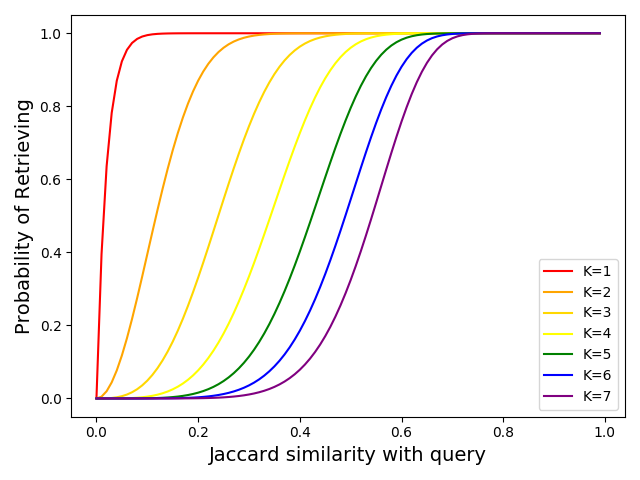 1.0
0.8
0.6
0.4
0.2
0.0
Probability of Retrieving
0.0 0.2 0.4 0.6 0.8 1.0
Jaccard similarity with query
K=1
K=2
K=3
K=4
K=5
K=6
K=7